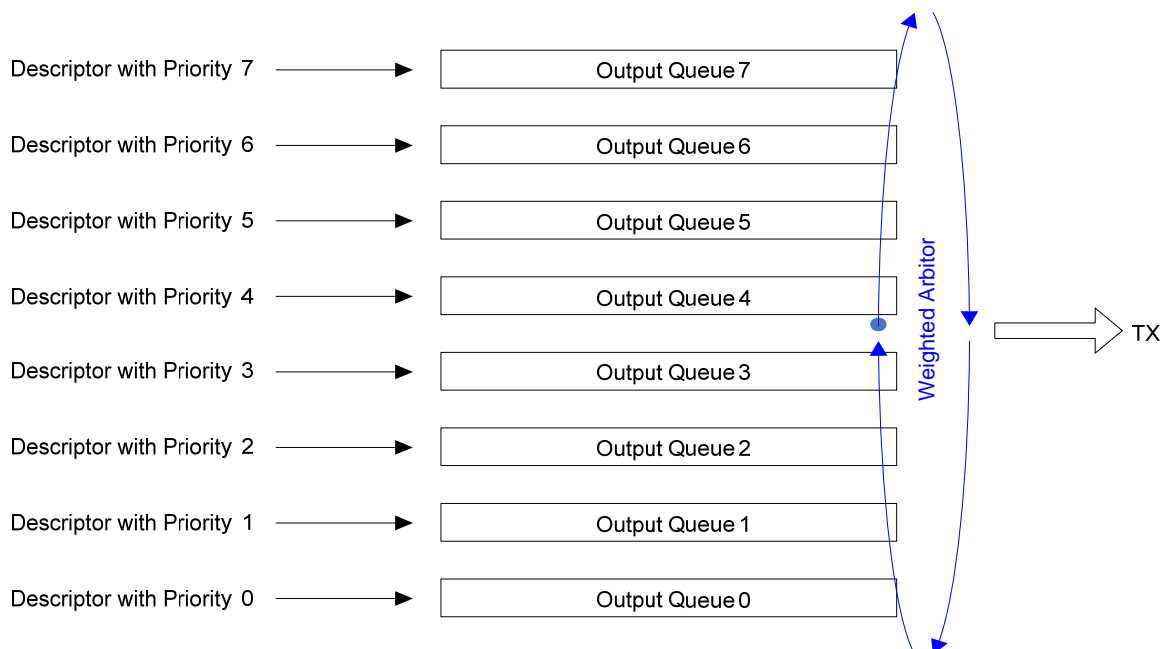 Descriptor with Priority 7
Output Queue 7
Descriptor with Priority 6
Output Queue 6
Descriptor with Priority 5
Output Queue 5
Descriptor with Priority 4
Output Queue 4
Weighted Arbitor
TX
Descriptor with Priority 3
Output Queue 3
Descriptor with Priority 2
Output Queue 2
Descriptor with Priority 1
Output Queue 1
Descriptor with Priority 0
Output Queue 0